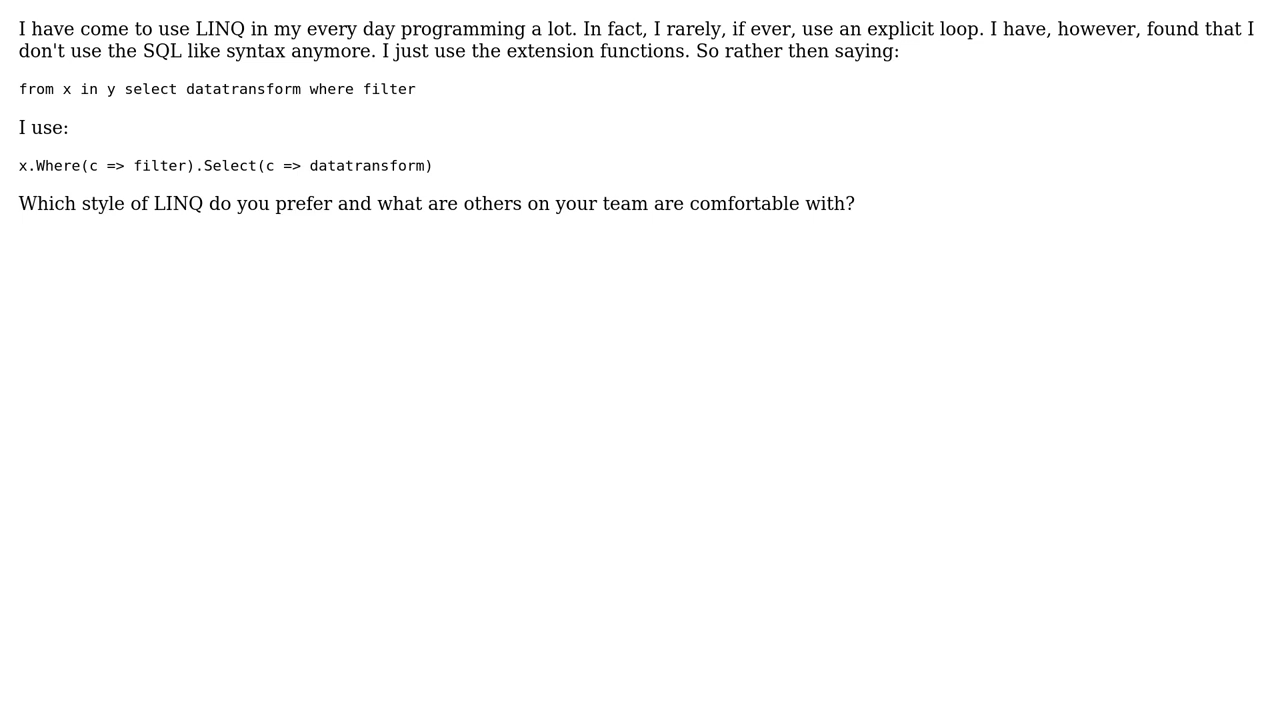 I have come to use LINQ in my every day programming a lot. In fact, I rarely, if ever, use an explicit loop. I have, however, found that I
don't use the SQL like syntax anymore. I just use the extension functions. So rather then saying:
from x in y select datatransform where filter
I use:
x.Where(c => filter).Select(c => datatransform)
Which style of LINQ do you prefer and what are others on your team are comfortable with?